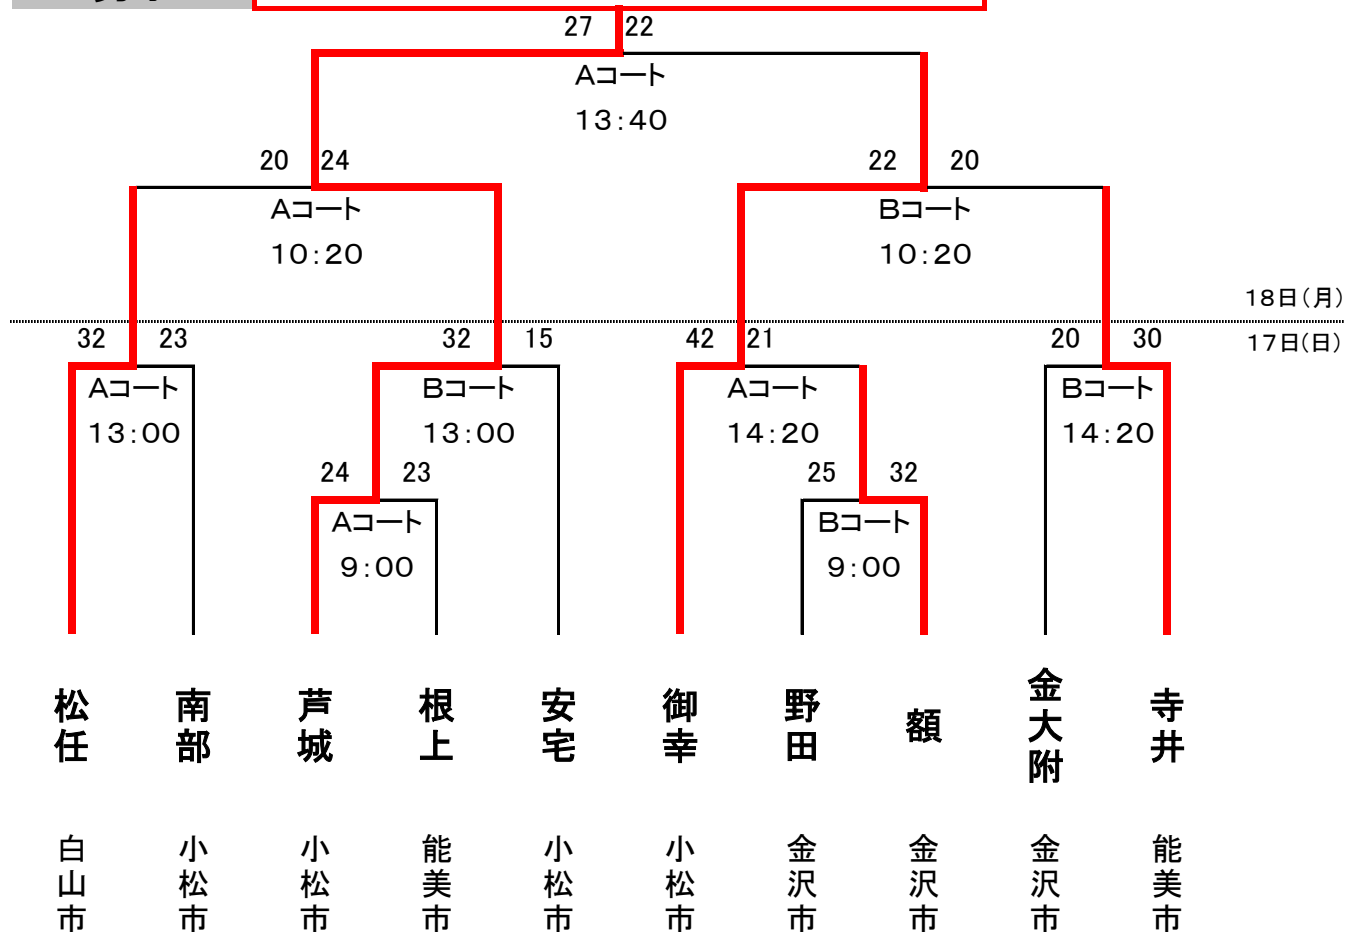 27 22
Aコート
13:40
20 24
22 20
Aコート
Bコート
10:20
10:20
18日(月)
17日(日)
32 23
32 15
42 21
20 30
Aコート
Bコート
Aコート
Bコート
13:00
13:00
14:20
14:20
24 23
25 32
Aコート
Bコート
9:00
9:00
松任
南部
芦城
根上
安宅
御幸
野田
額
金大附
寺井
白山市
小松市
小松市
能美市
小松市
小松市
金沢市
金沢市
金沢市
能美市